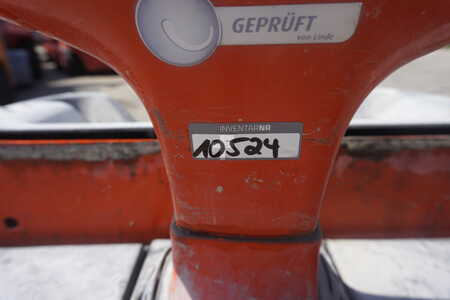 GEPRÜFT
von Linde
INVENTARNR
10524